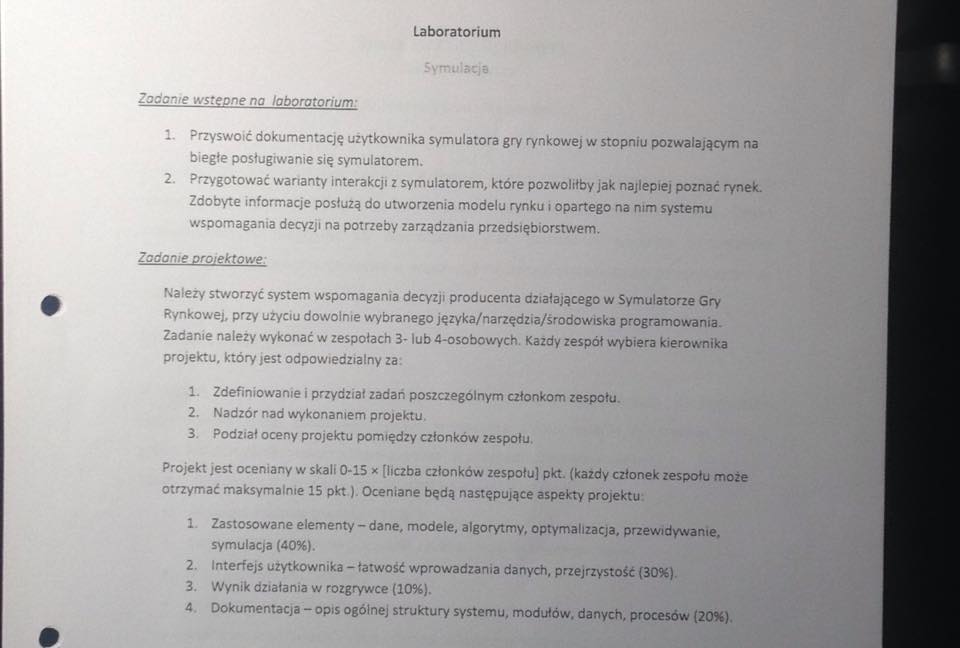 Laboratorium
Symulacja
Zadanie wstępne na laboratorium:
1. Przyswoić dokumentację użytkownika symulatora gry rynkowej w stopniu pozwalającym na
biegłe posługiwanie się symulatorem.
2. Przygotować warianty interakcji z symulatorem, które pozwoliłby jak najlepiej poznać rynek.
Zdobyte informacje posłużą do utworzenia modelu rynku i opartego na nim systemu
wspomagania decyzji na potrzeby zarządzania przedsiębiorstwem.
Zadanie projektowe:
Należy stworzyć system wspomagania decyzji producenta działającego w Symulatorze Gry
Rynkowej, przy użyciu dowolnie wybranego języka/narzędzia/środowiska programowania.
Zadanie należy wykonać w zespołach 3- lub 4-osobowych. Każdy zespół wybiera kierownika
projektu, który jest odpowiedzialny za:
1. Zdefiniowanie i przydział zadań poszczególnym członkom zespołu.
2. Nadzór nad wykonaniem projektu.
3. Podział oceny projektu pomiędzy członków zespołu.
Projekt jest oceniany w skali 0-15 × [liczba członków zespołu] pkt. (każdy członek zespołu może
otrzymać maksymalnie 15 pkt.). Oceniane będą następujące aspekty projektu:
1. Zastosowane elementy – dane, modele, algorytmy, optymalizacja, przewidywanie,
symulacja (40%).
2. Interfejs użytkownika – łatwość wprowadzania danych, przejrzystość (30%).
3. Wynik działania w rozgrywce (10%).
4. Dokumentacja – opis ogólnej struktury systemu, modułów, danych, procesów (20%).